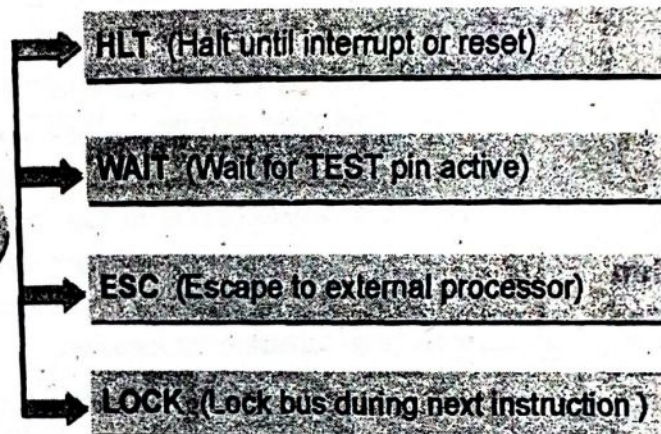 HLT (Halt until interrupt or reset)
WAIT (Wait for TEST pin active)
ESC (Escape to external processor)
LOCK (Lock bus during next instruction )